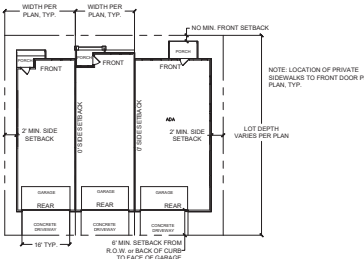 WIDTH PER
PLAN, TYP.
WIDTH PER
PLAN, TYP.
NO MIN. FRONT SETBACK
PORCH
PORCH
PORCH
FRONT
FRONT
FRONT
NOTE: LOCATION OF PRIVATE
SIDEWALKS TO FRONT DOOR P
PLAN, TYP.
0' SIDE SETBACK
0' SIDE SETBACK
ADA
2' MIN. SIDE
SETBACK
2' MIN. SIDE
SETBACK
LOT DEPTH
VARIES PER PLAN
GARAGE
GARAGE
GARAGE
REAR
REAR
REAR
CONCRETE
DRIVEWAY
CONCRETE
DRIVEWAY
CONCRETE
DRIVEWAY
16' TYP.
6' MIN. SETBACK FROM
R.O.W. or BACK OF CURB
TO FACE OF GARAGE